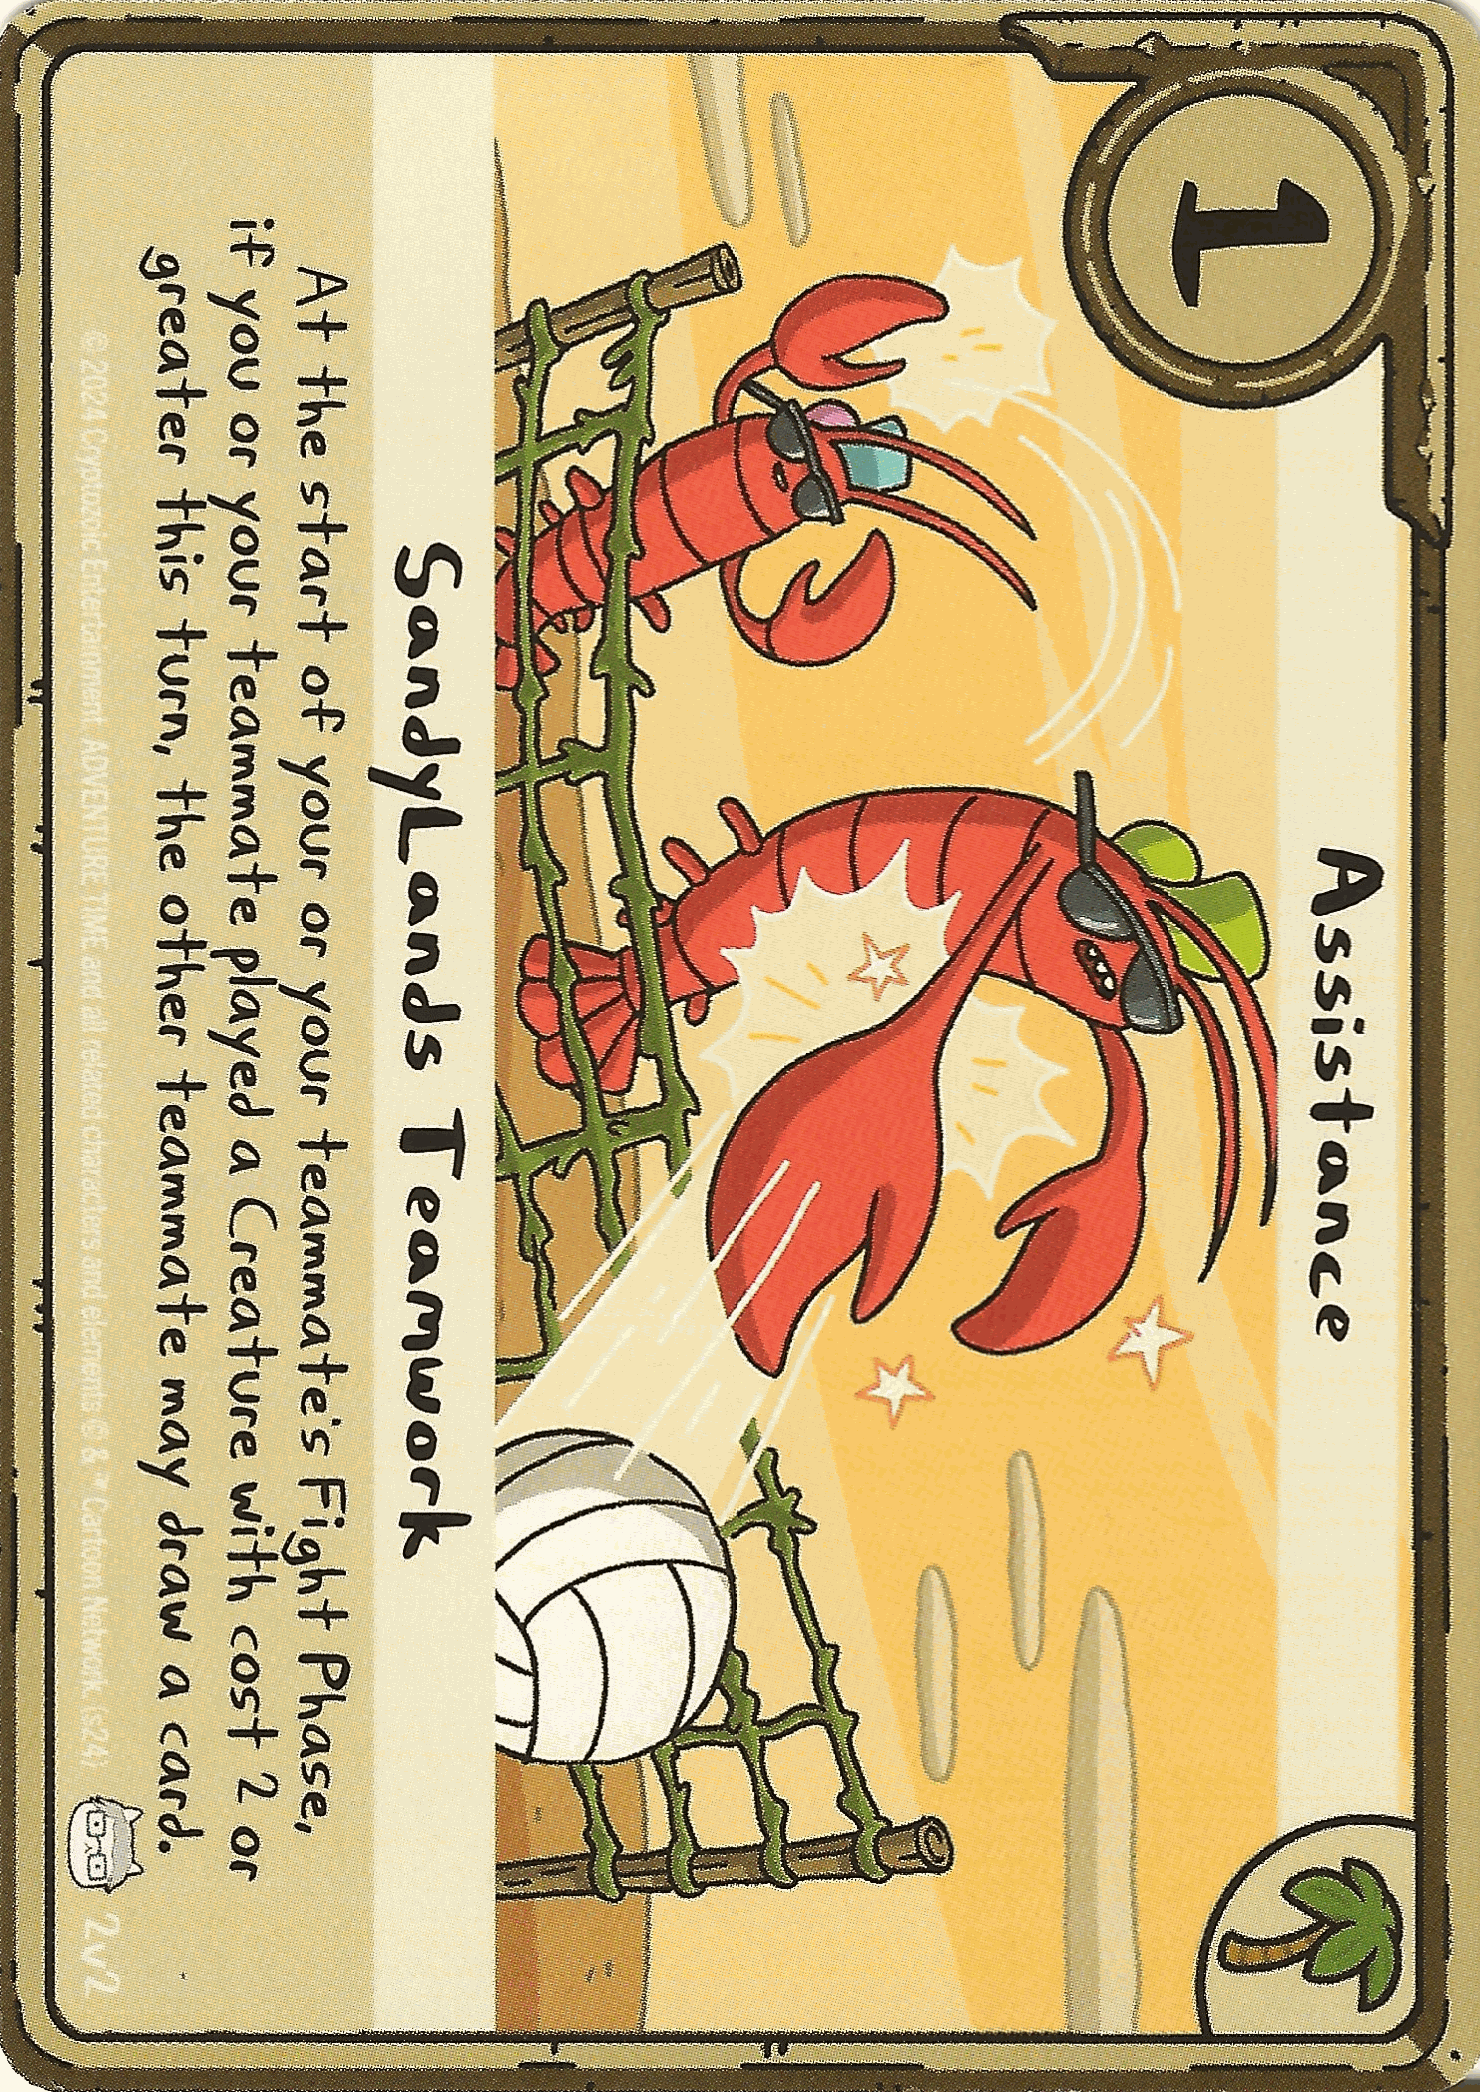 1
Assistance
SandyLands Teamwork
At the start of your or your teammate's Fight Phase,
if you or your teammate played a Creature with cost 2 or
greater this turn, the other teammate may draw a card.
© 2024 Cryptozoic Entertainment. ADVENTURE TIME and all related characters and elements © & ™ Cartoon Network. (s24)
2v2